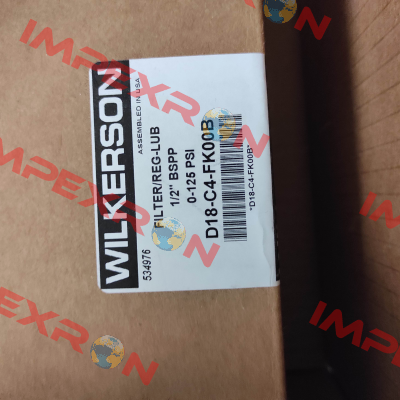 WILKERSON
ASSEMBLED IN USA
534976
FILTER/REG-LUB
1/2" BSPP
0-125 PSI
D18-C4-FK00B
*D18-C4-FK00B*
IMPEXRON
IMPEXRON
IMPEXRON
IMPEXRON
IMPEXRON